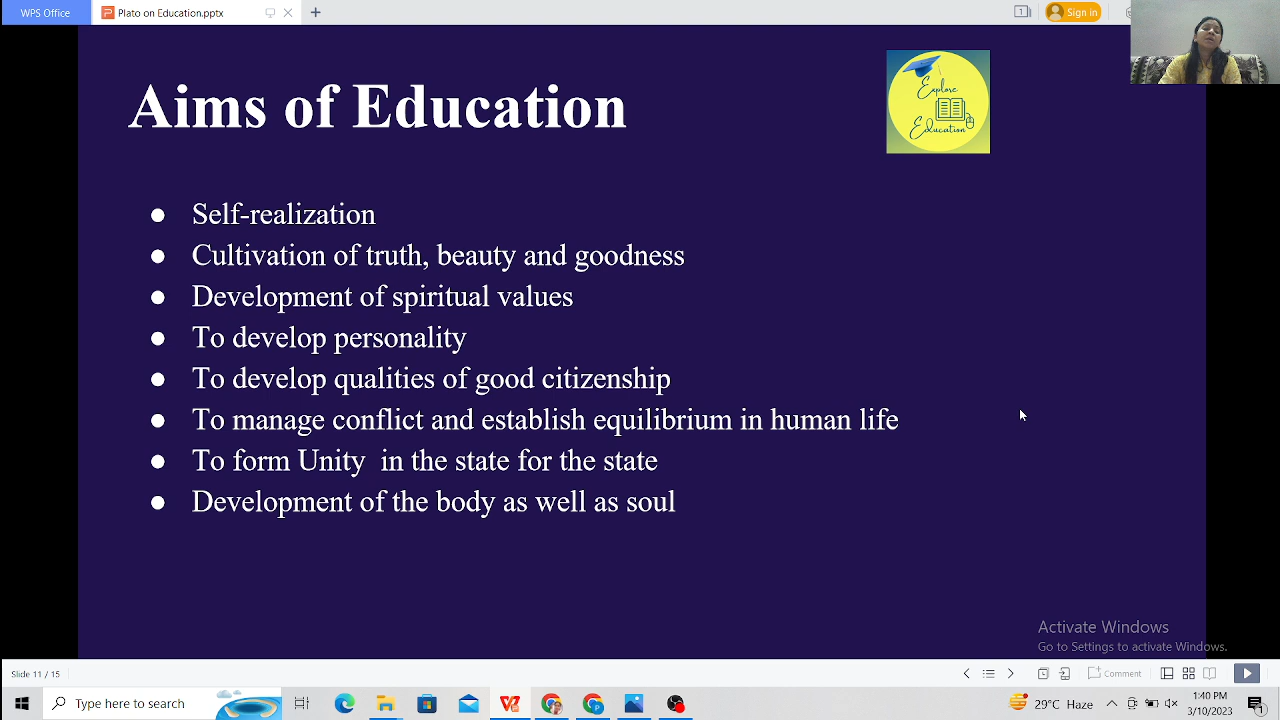 WPS Office
Plato on Education.pptx
1
Sign in
Aims of Education
Explore
Education
Self-realization
Cultivation of truth, beauty and goodness
Development of spiritual values
To develop personality
To develop qualities of good citizenship
To manage conflict and establish equilibrium in human life
To form Unity in the state for the state
Development of the body as well as soul
Activate Windows
Go to Settings to activate Windows.
Slide 11 / 15
Comment
Type here to search
29°C Haze
1:40 PM
3/10/2023